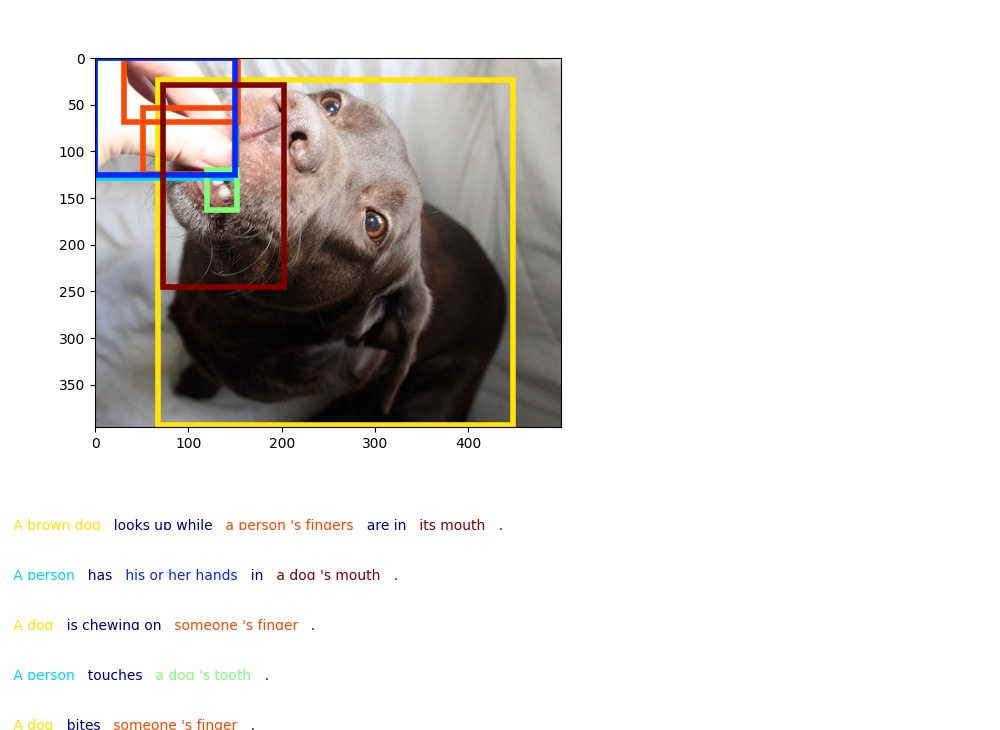 0
50
100
150
200
250
300
350
0 100 200 300 400
A brown dog looks up while a person 's fingers are in its mouth .
A person has his or her hands in a dog 's mouth .
A dog is chewing on someone 's finger .
A person touches a dog 's tooth .
A dog bites someone 's finger .